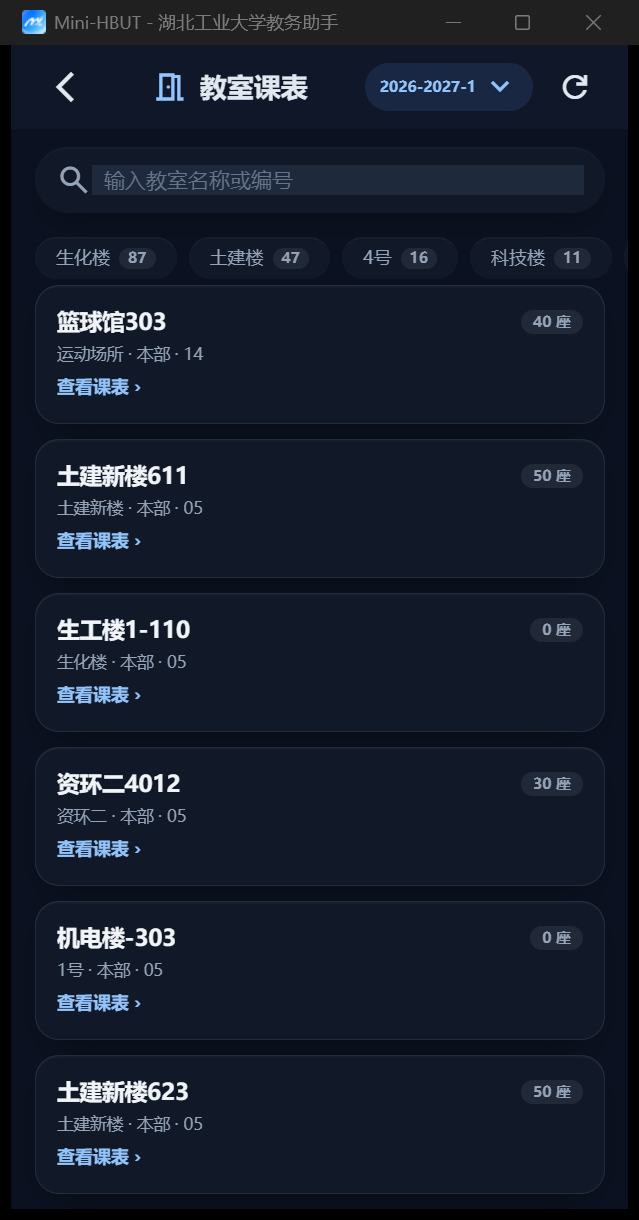 Mini-HBUT - 湖北工业大学教务助手
教室课表
2026-2027-1
输入教室名称或编号
生化楼 87 土建楼 47 4号 16 科技楼 11
篮球馆303 40 座
运动场所 · 本部 · 14
查看课表 ›
土建新楼611 50 座
土建新楼 · 本部 · 05
查看课表 ›
生工楼1-110 0 座
生化楼 · 本部 · 05
查看课表 ›
资环二4012 30 座
资环二 · 本部 · 05
查看课表 ›
机电楼-303 0 座
1号 · 本部 · 05
查看课表 ›
土建新楼623 50 座
土建新楼 · 本部 · 05
查看课表 ›